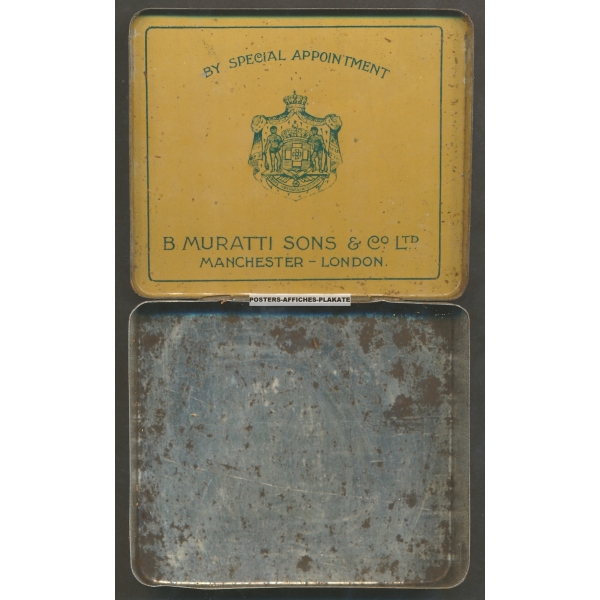 BY SPECIAL APPOINTMENT
B. MURATTI SONS & CO LTD
MANCHESTER – LONDON.
POSTERS-AFFICHES-PLAKATE